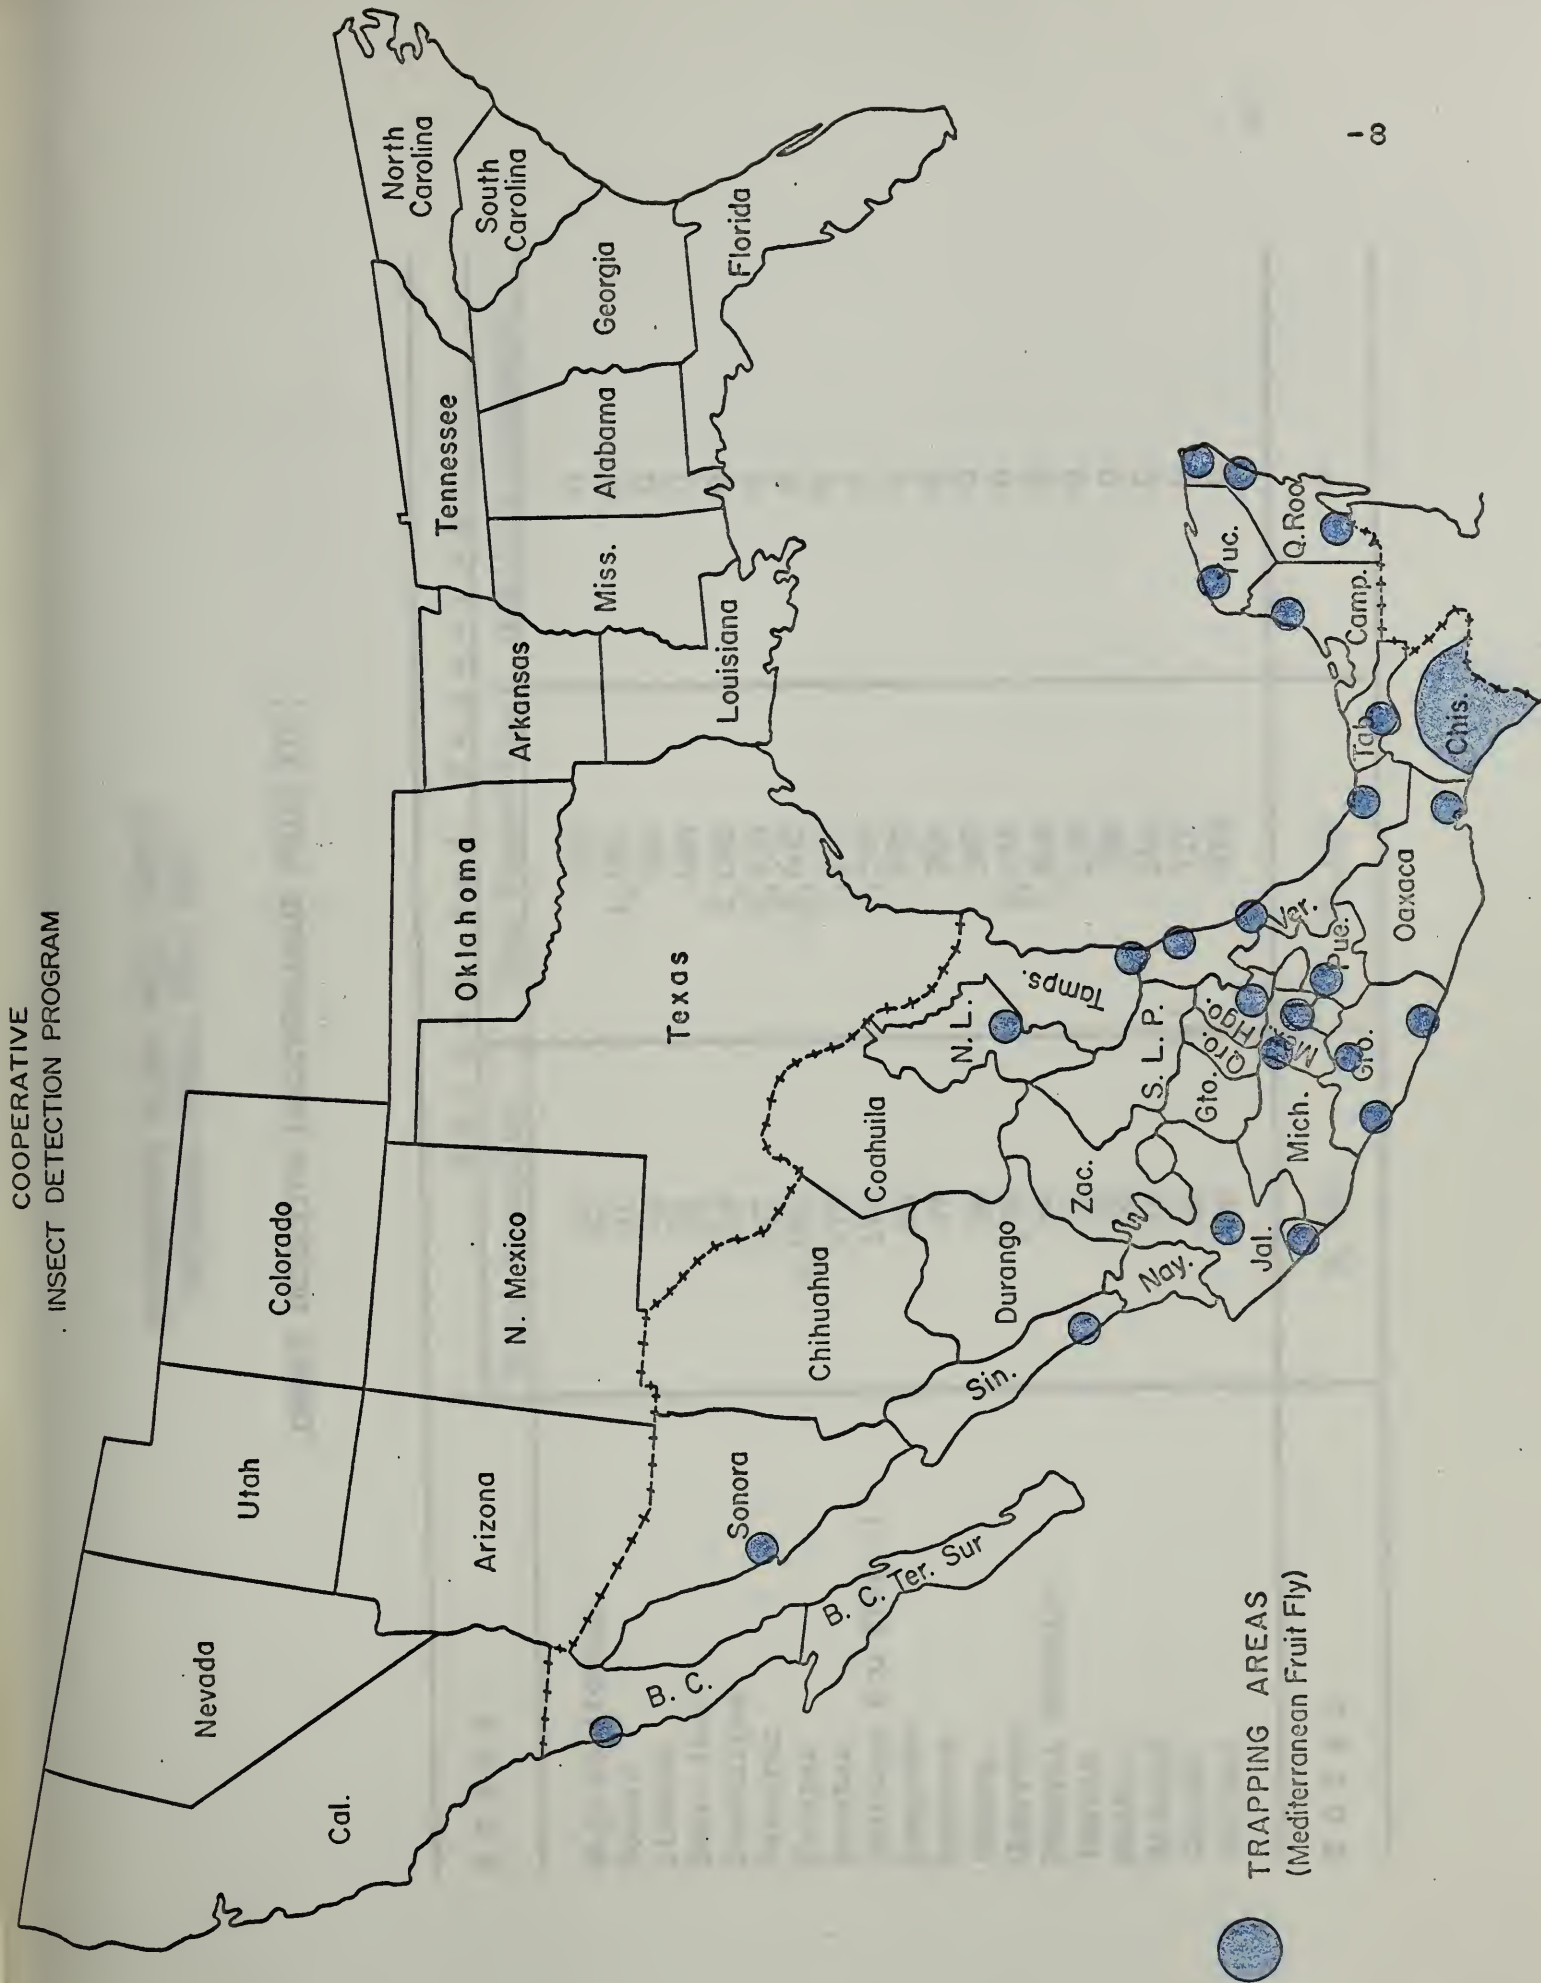 COOPERATIVE
INSECT DETECTION PROGRAM
Nevada
Utah
Colorado
Cal.
Arizona
N. Mexico
Oklahoma
Texas
Arkansas
Louisiana
Tennessee
Miss.
Alabama
Georgia
North
Carolina
South
Carolina
Florida
B. C.
B. C. Ter. Sur
Sonora
Chihuahua
Coahuila
N. L.
Tamps.
Sin.
Durango
Zac.
S. L. P.
Nay.
Jal.
Gto.
Qro.
Hgo.
Mich.
Mex.
Gro.
Pue.
Ver.
Oaxaca
Tab.
Chis.
Camp.
Yuc.
Q. Roo
TRAPPING AREAS
(Mediterranean Fruit Fly)
-8